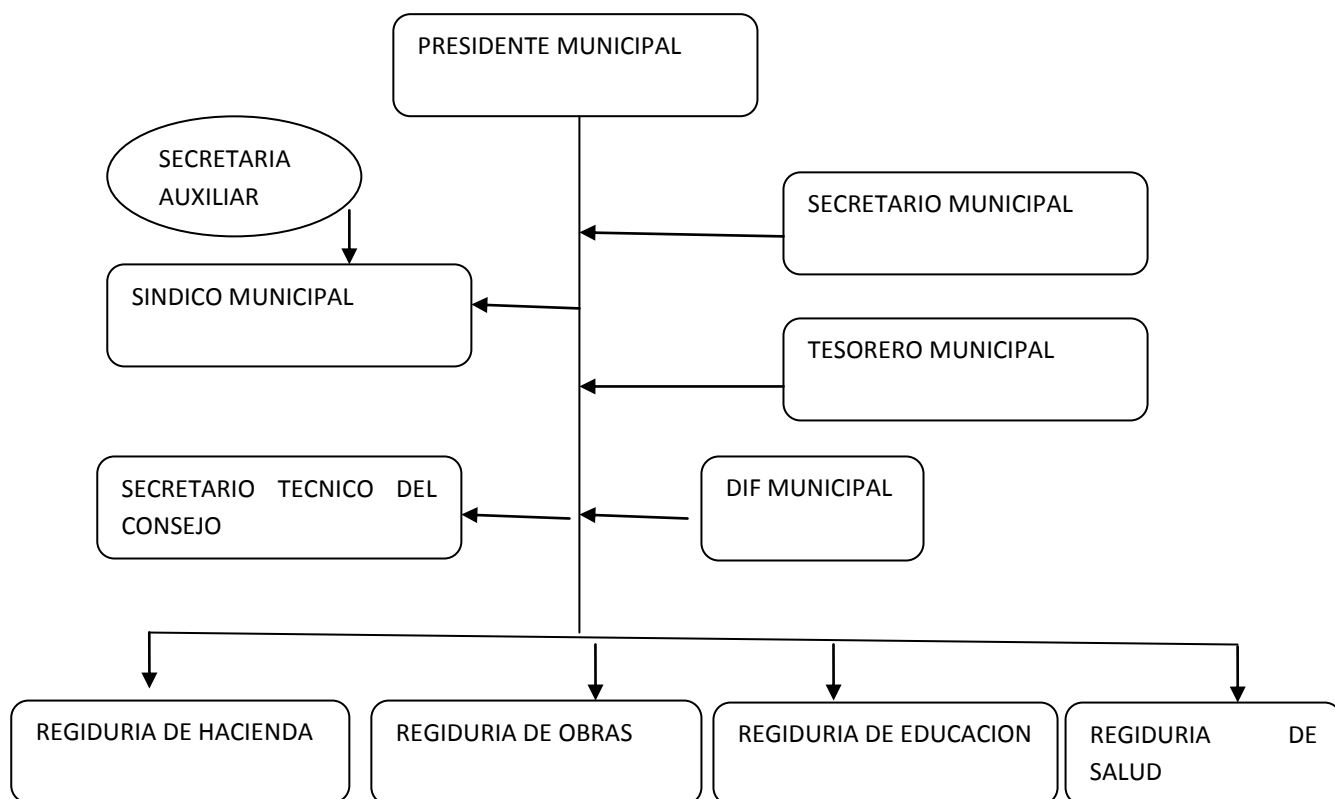 PRESIDENTE MUNICIPAL
SECRETARIA
AUXILIAR
SECRETARIO MUNICIPAL
SINDICO MUNICIPAL
TESORERO MUNICIPAL
SECRETARIO TECNICO DEL
CONSEJO
DIF MUNICIPAL
REGIDURIA DE HACIENDA
REGIDURIA DE OBRAS
REGIDURIA DE EDUCACION
REGIDURIA DE
SALUD